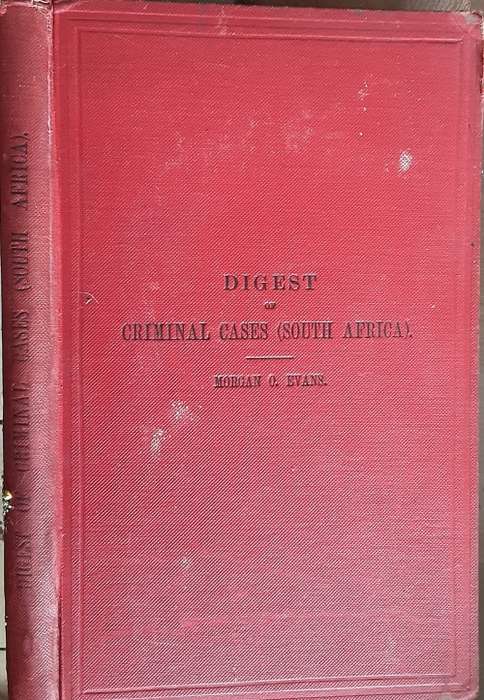 DIGEST
OF
CRIMINAL CASES (SOUTH AFRICA).
MORGAN O. EVANS.
DIGEST OF CRIMINAL CASES (SOUTH AFRICA).